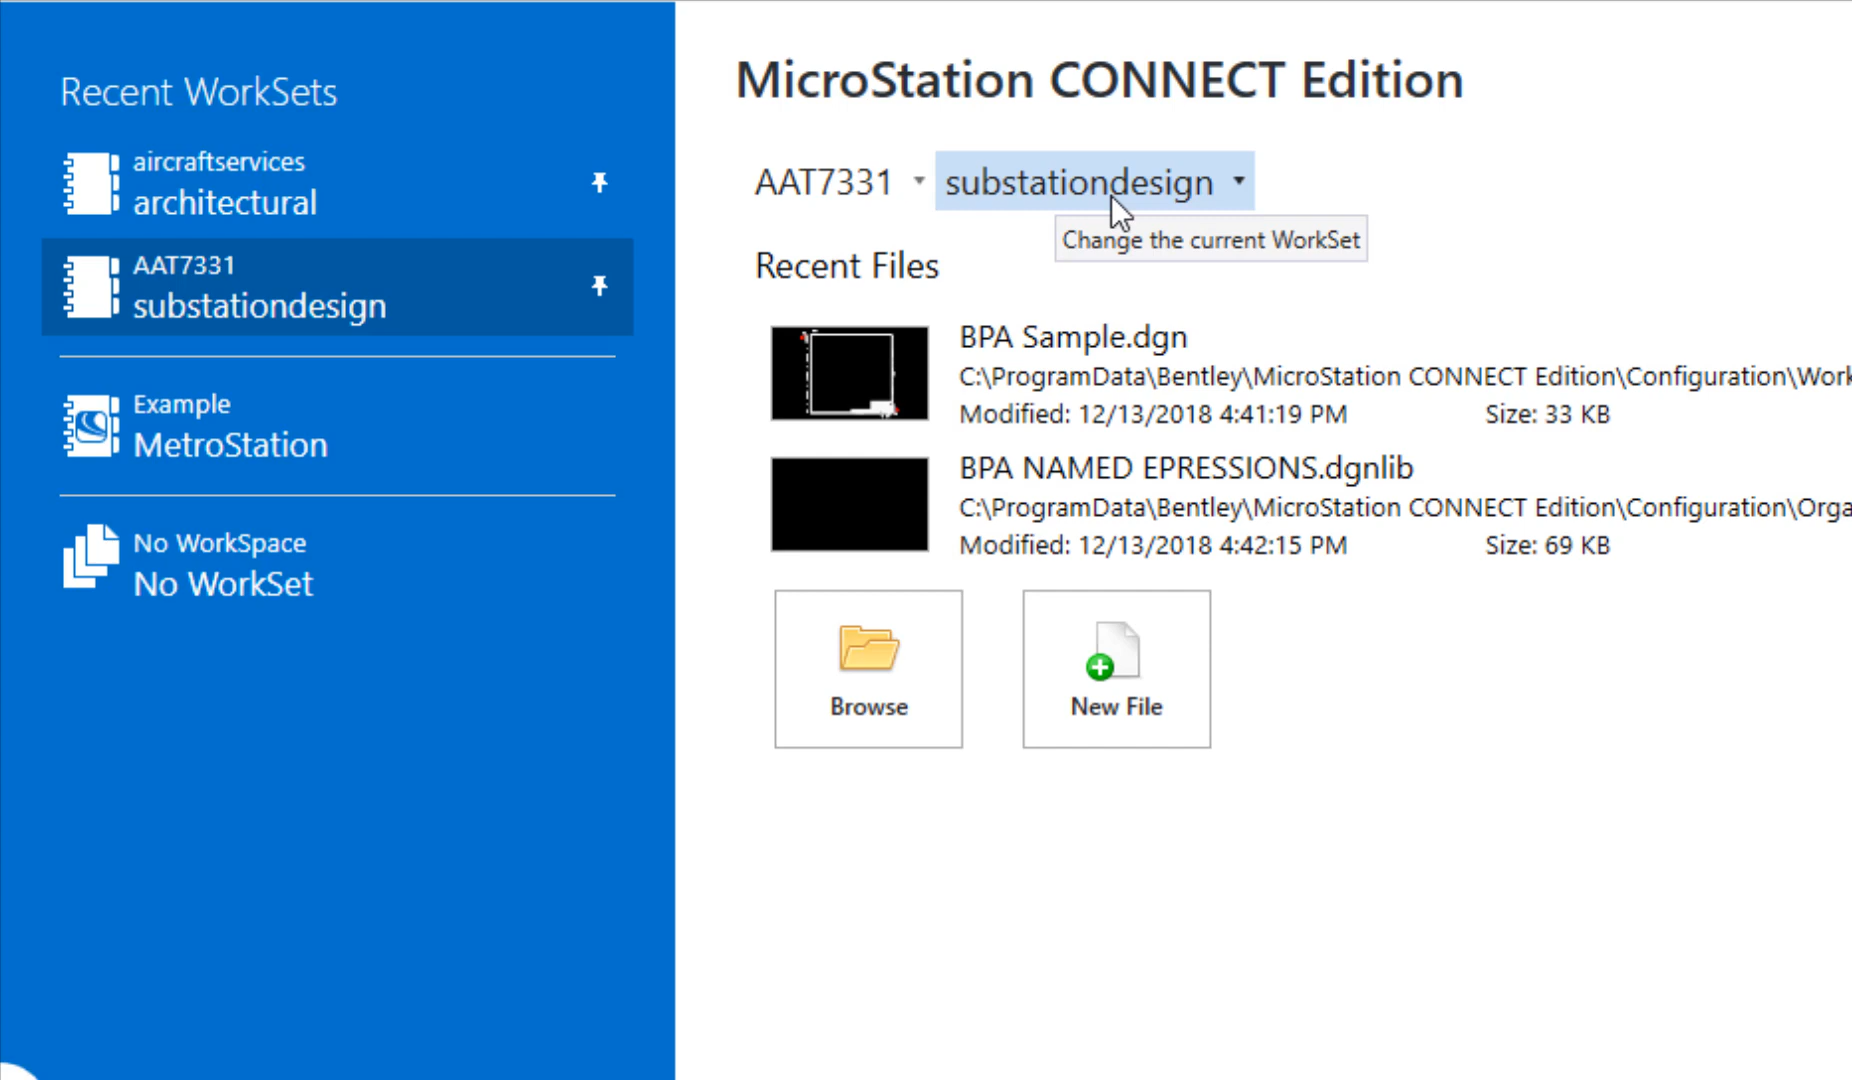 Recent WorkSets
aircraftservices
architectural
AAT7331
substationdesign
Example
MetroStation
No WorkSpace
No WorkSet
MicroStation CONNECT Edition
AAT7331 substationdesign
Change the current WorkSet
Recent Files
BPA Sample.dgn
C:\ProgramData\Bentley\MicroStation CONNECT Edition\Configuration\Work
Modified: 12/13/2018 4:41:19 PM Size: 33 KB
BPA NAMED EPRESSIONS.dgnlib
C:\ProgramData\Bentley\MicroStation CONNECT Edition\Configuration\Orga
Modified: 12/13/2018 4:42:15 PM Size: 69 KB
Browse New File